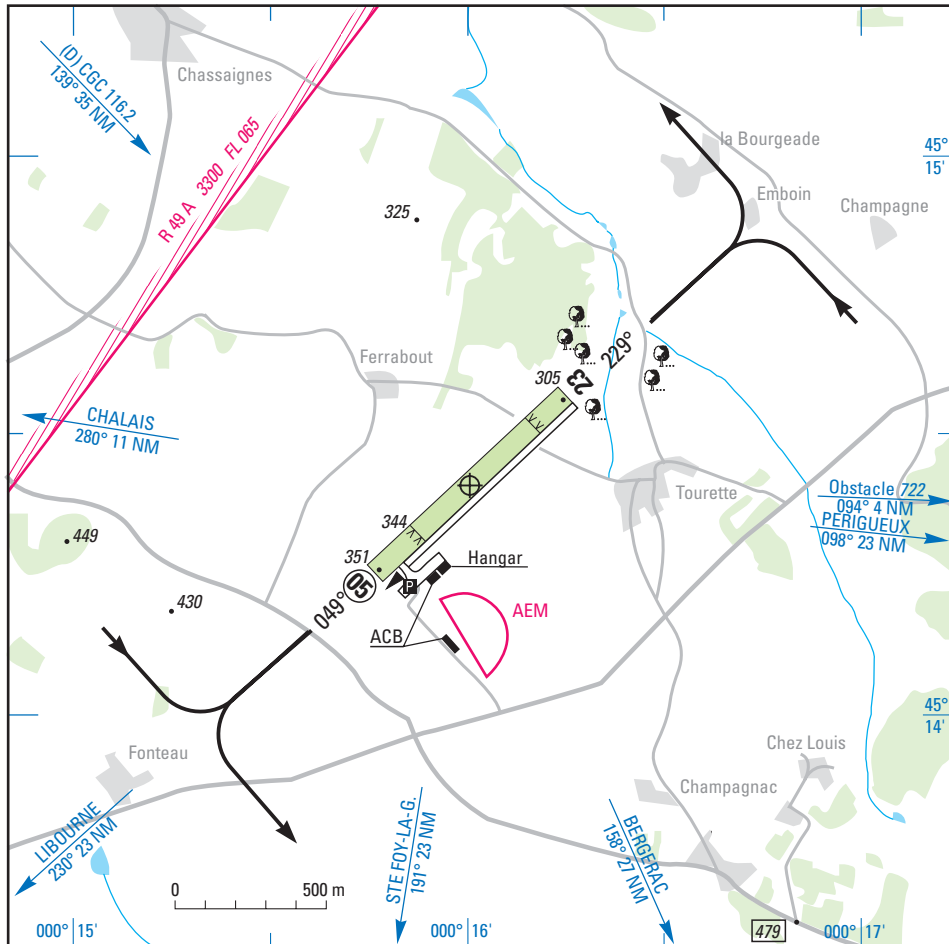 (D) CGC 116.2
139° 35 NM
Chassaignes
R 49 A 3300 FL 065
la Bourgeade
45°
15'
Emboin
Champagne
325
229°
23
305
Ferrabout
CHALAIS
280° 11 NM
Tourette
Obstacle 722
094° 4 NM
PERIGUEUX
098° 23 NM
449
344
351
Hangar
P
05
049°
430
ACB
AEM
45°
14'
Fonteau
Chez Louis
Champagnac
LIBOURNE
230° 23 NM
STE FOY-LA-G.
191° 23 NM
BERGERAC
158° 27 NM
0 500 m
479
000° 15'
000° 16'
000° 17'